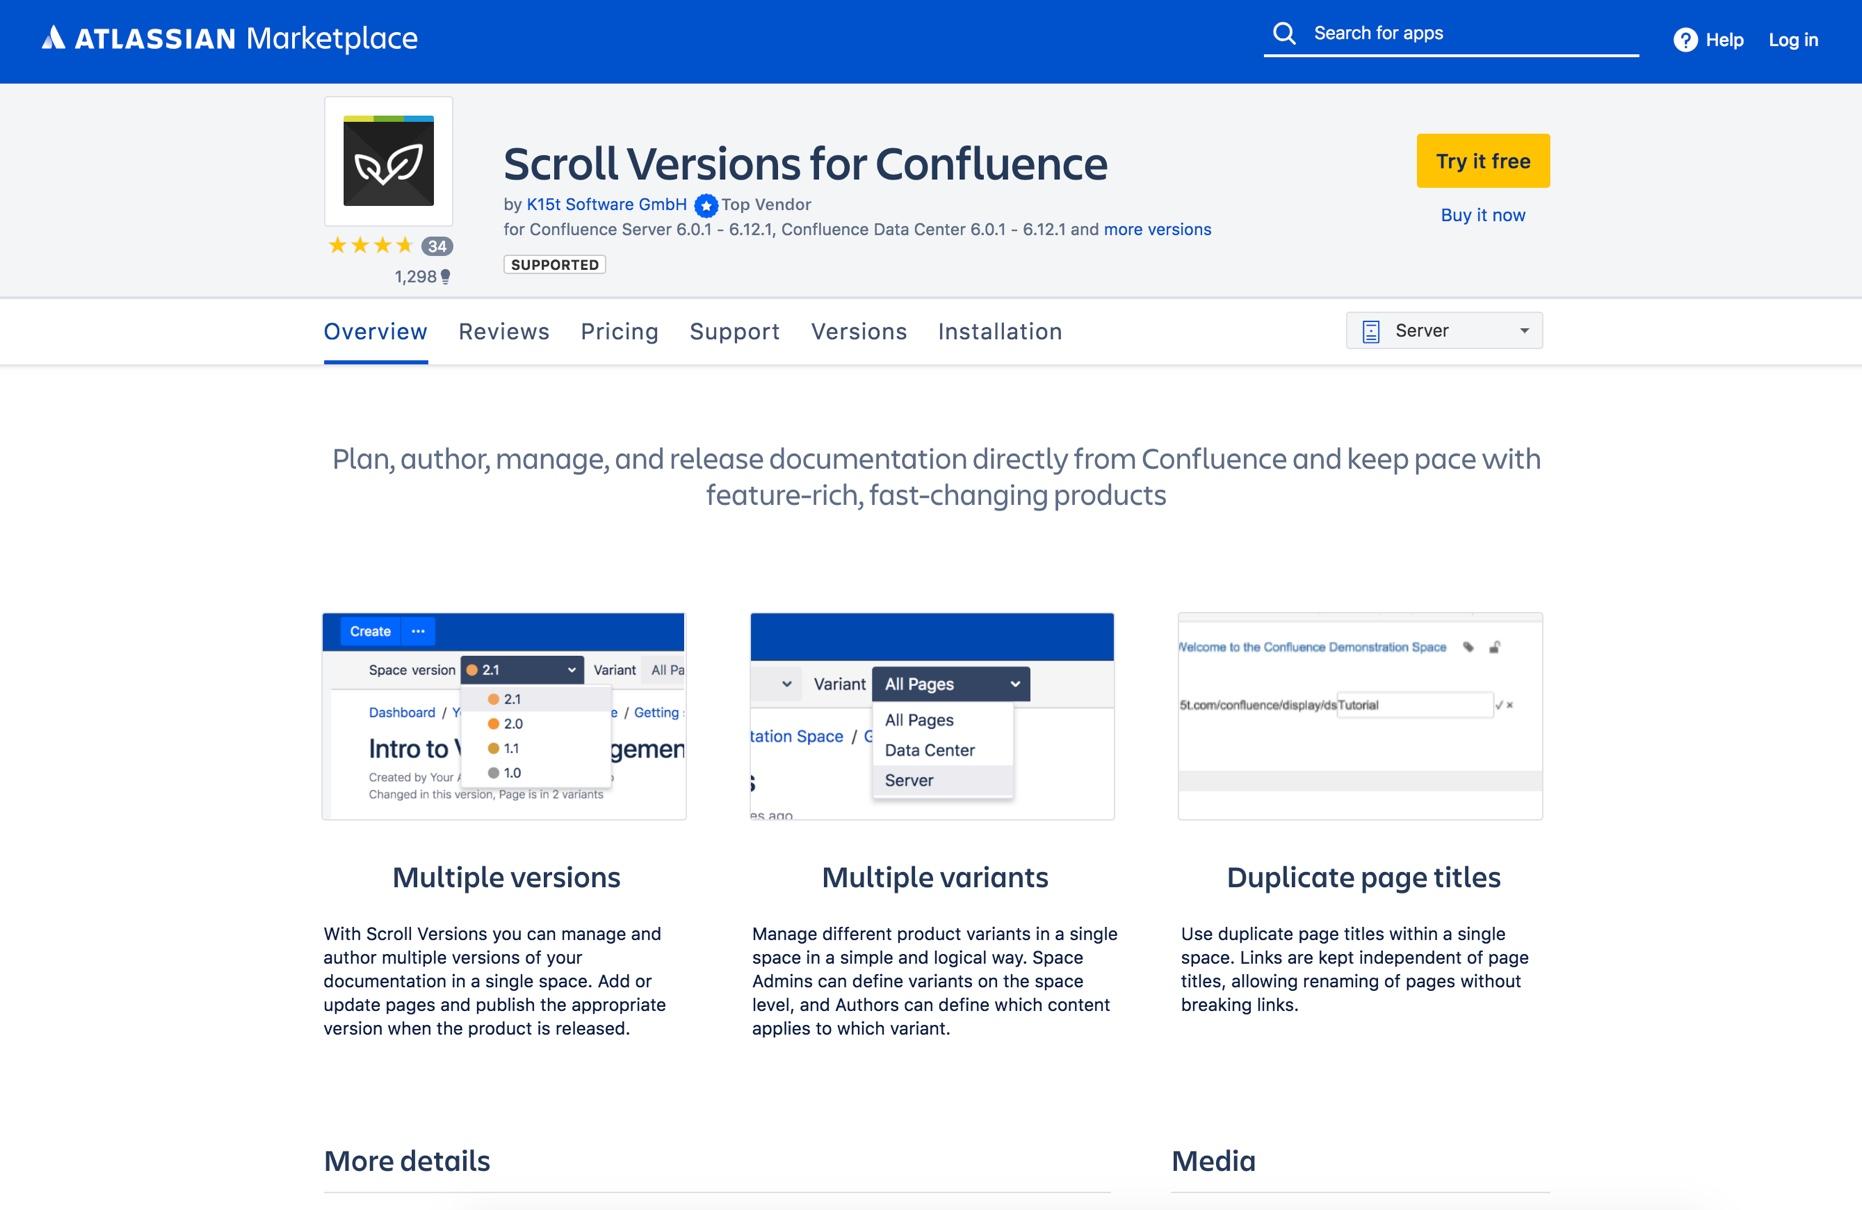 ATLASSIAN Marketplace
Search for apps
Help
Log in
Scroll Versions for Confluence
by K15t Software GmbH Top Vendor
for Confluence Server 6.0.1 - 6.12.1, Confluence Data Center 6.0.1 - 6.12.1 and more versions
SUPPORTED
34
1,298
Try it free
Buy it now
Overview Reviews Pricing Support Versions Installation
Server
Plan, author, manage, and release documentation directly from Confluence and keep pace with
feature-rich, fast-changing products
Create ...
Space version 2.1 Variant All Pa
2.1
2.0
1.1
1.0
Dashboard / Y e / Getting
Intro to V gemen
Created by Your A
Changed in this version, Page is in 2 variants
Variant All Pages
All Pages
Data Center
Server
tation Space / G
s
es ago
Welcome to the Confluence Demonstration Space
5t.com/confluence/display/ds Tutorial
Multiple versions
With Scroll Versions you can manage and
author multiple versions of your
documentation in a single space. Add or
update pages and publish the appropriate
version when the product is released.
Multiple variants
Manage different product variants in a single
space in a simple and logical way. Space
Admins can define variants on the space
level, and Authors can define which content
applies to which variant.
Duplicate page titles
Use duplicate page titles within a single
space. Links are kept independent of page
titles, allowing renaming of pages without
breaking links.
More details
Media